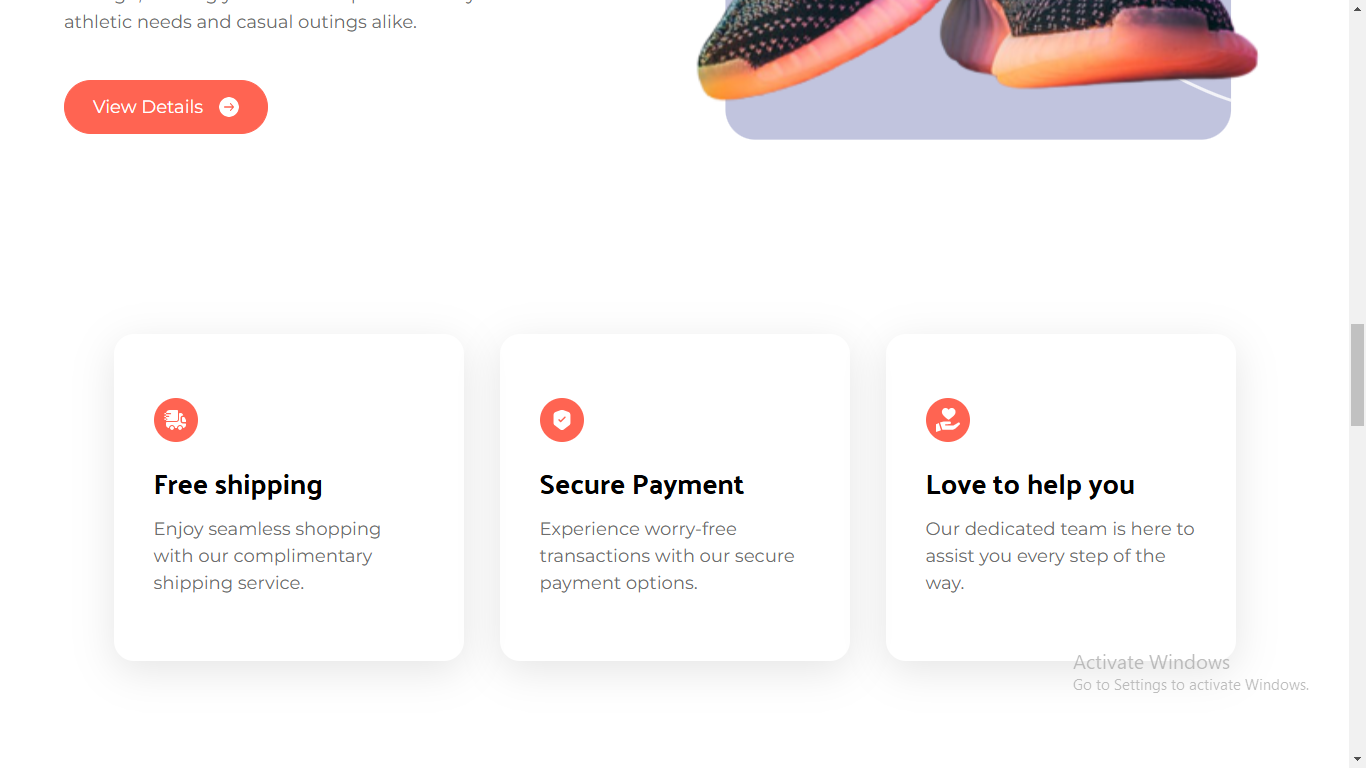 athletic needs and casual outings alike.
View Details
Free shipping
Enjoy seamless shopping
with our complimentary
shipping service.
Secure Payment
Experience worry-free
transactions with our secure
payment options.
Love to help you
Our dedicated team is here to
assist you every step of the
way.
Activate Windows
Go to Settings to activate Windows.